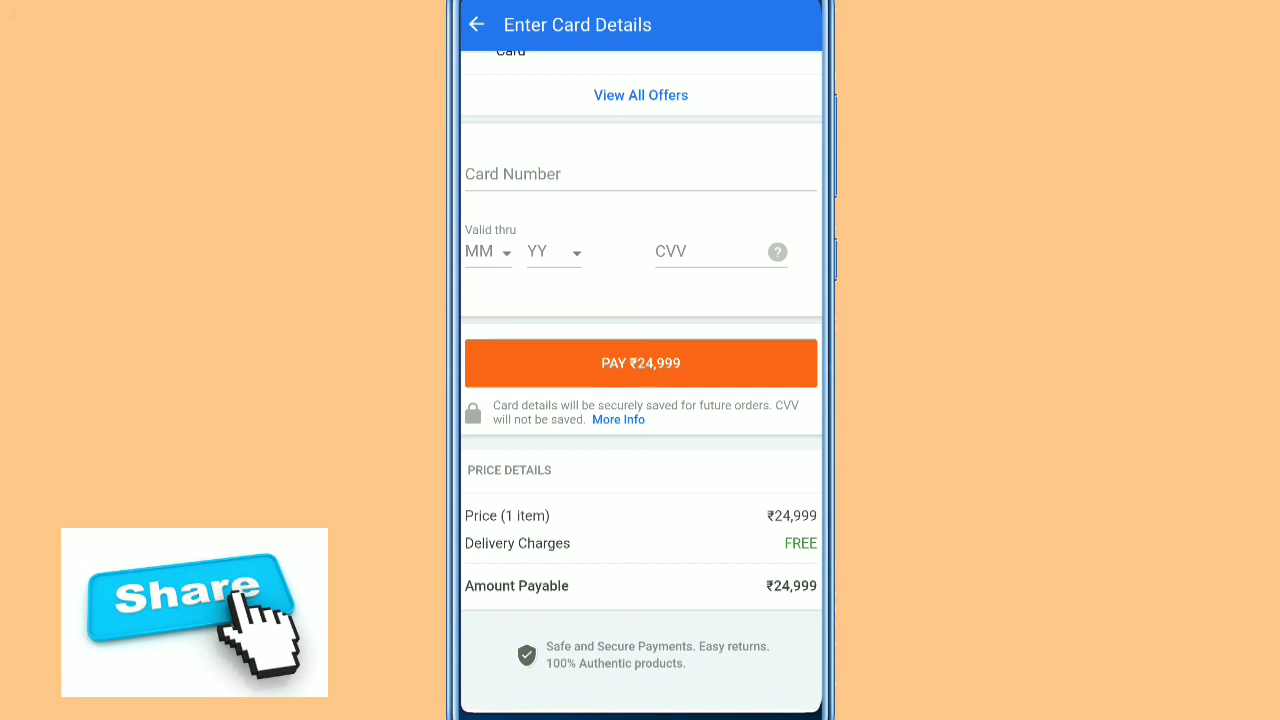 Enter Card Details
Card
View All Offers
Card Number
Valid thru
MM YY CVV ?
PAY ₹24,999
Card details will be securely saved for future orders. CVV
will not be saved. More Info
PRICE DETAILS
Price (1 item) ₹24,999
Delivery Charges FREE
Amount Payable ₹24,999
Safe and Secure Payments. Easy returns.
100% Authentic products.
Share